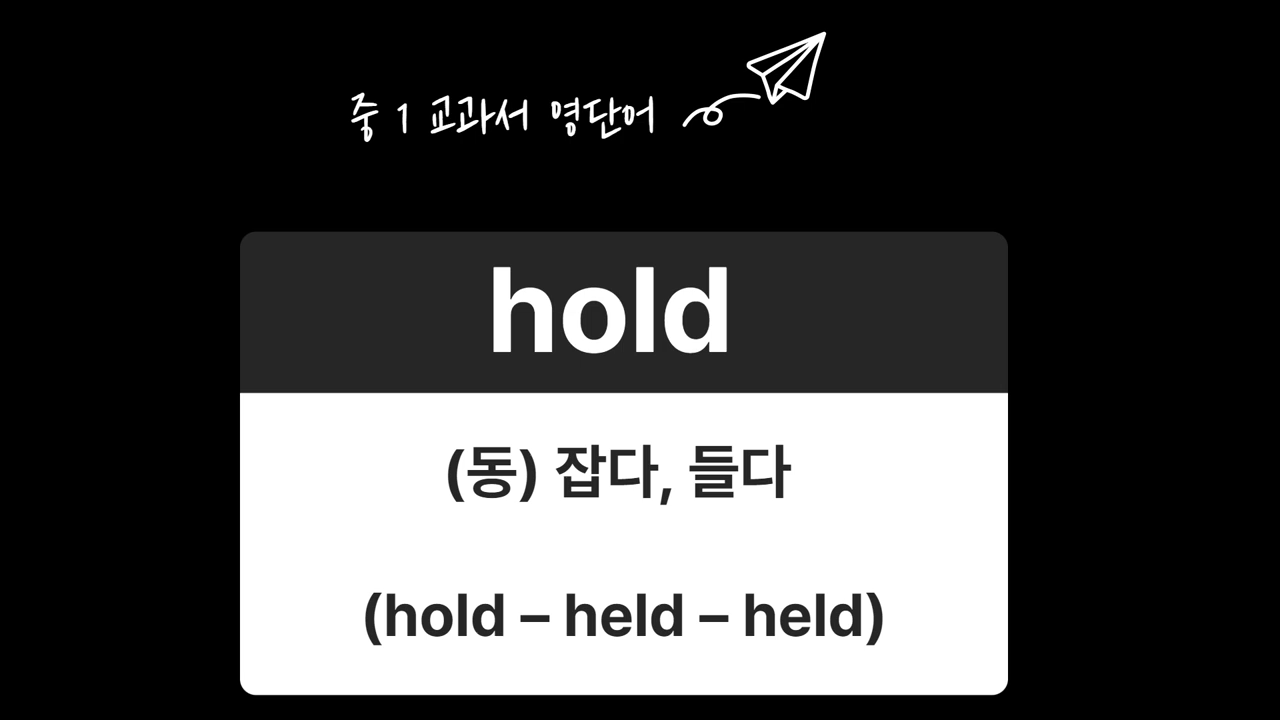 중 1 교과서 영단어
hold
(동) 잡다, 들다
(hold – held – held)